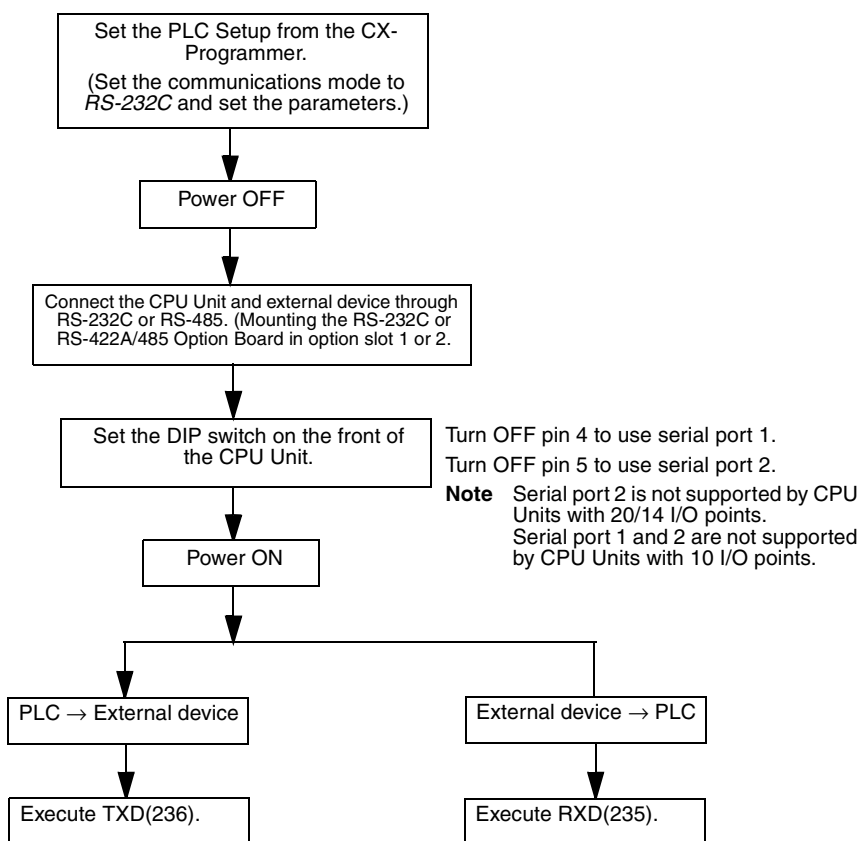 Set the PLC Setup from the CX-
Programmer.
(Set the communications mode to
RS-232C and set the parameters.)
Power OFF
Connect the CPU Unit and external device through
RS-232C or RS-485. (Mounting the RS-232C or
RS-422A/485 Option Board in option slot 1 or 2.
Set the DIP switch on the front of
the CPU Unit.
Turn OFF pin 4 to use serial port 1.
Turn OFF pin 5 to use serial port 2.
Note Serial port 2 is not supported by CPU
Units with 20/14 I/O points.
Serial port 1 and 2 are not supported
by CPU Units with 10 I/O points.
Power ON
PLC → External device
External device → PLC
Execute TXD(236).
Execute RXD(235).